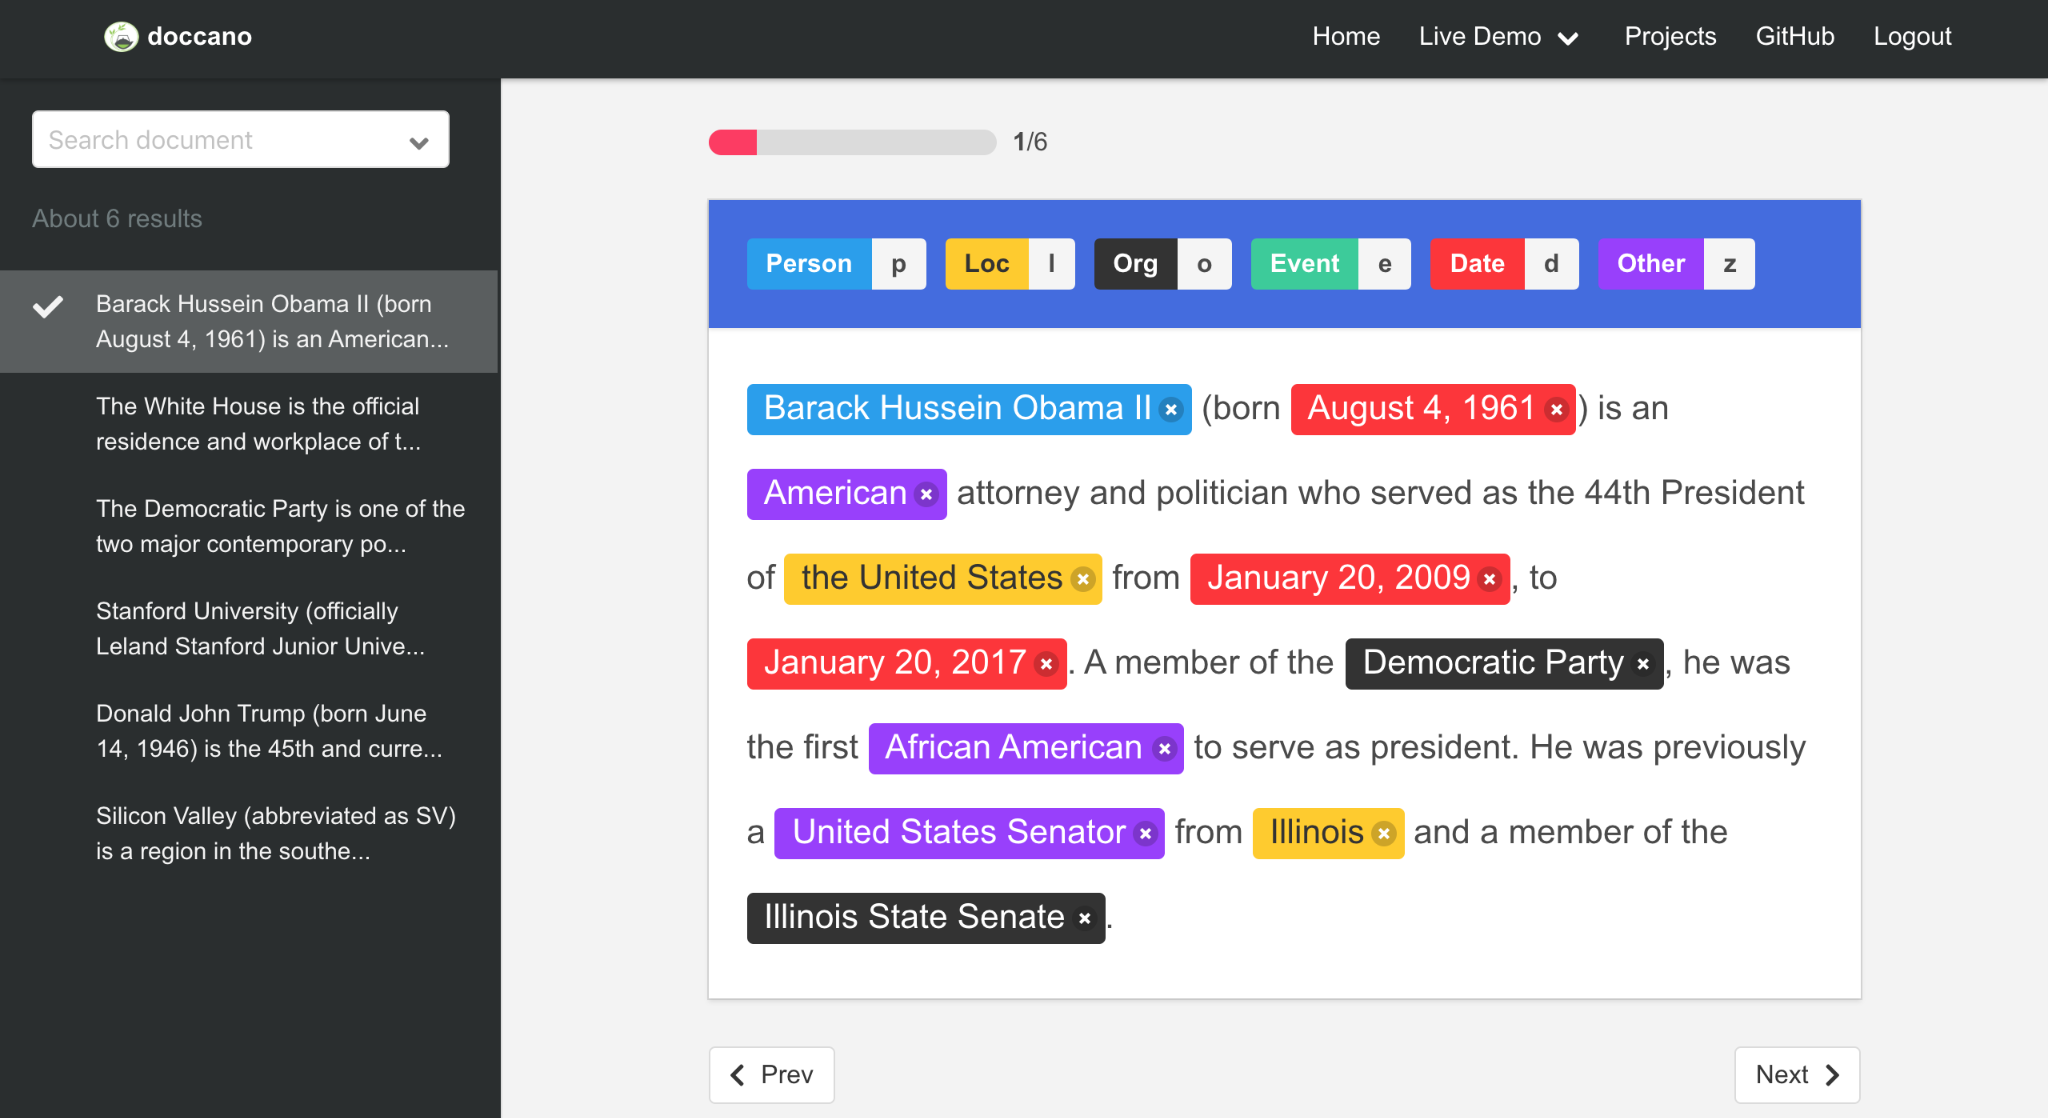 doccano
Home Live Demo Projects GitHub Logout
Search document
About 6 results
Barack Hussein Obama II (born
August 4, 1961) is an American...
The White House is the official
residence and workplace of t...
The Democratic Party is one of the
two major contemporary po...
Stanford University (officially
Leland Stanford Junior Unive...
Donald John Trump (born June
14, 1946) is the 45th and curre...
Silicon Valley (abbreviated as SV)
is a region in the southe...
1/6
Person p Loc l Org o Event e Date d Other z
Barack Hussein Obama II (born August 4, 1961) is an
American attorney and politician who served as the 44th President
of the United States from January 20, 2009, to
January 20, 2017. A member of the Democratic Party, he was
the first African American to serve as president. He was previously
a United States Senator from Illinois and a member of the
Illinois State Senate.
Prev
Next